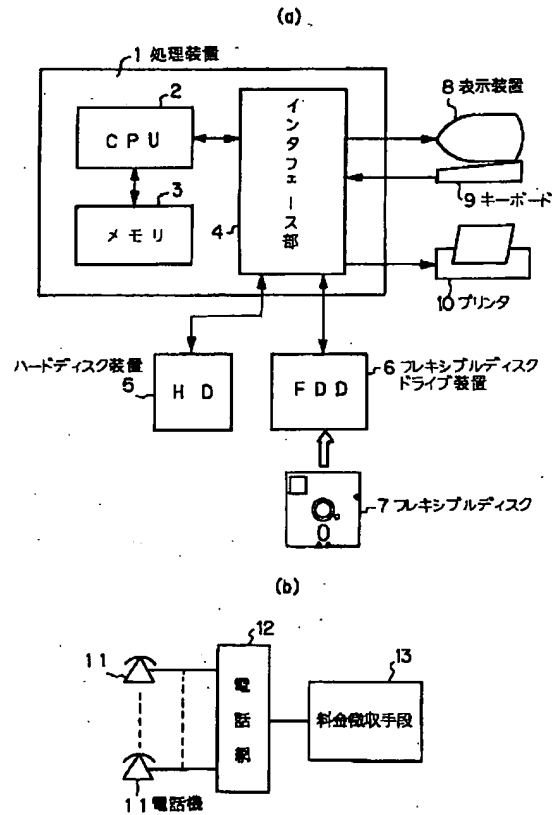 (a)
1 処理装置
2
CPU
3
メモリ
4
インタフェース部
8 表示装置
9 キーボード
10 プリンタ
ハードディスク装置
5
HD
6 フレキシブルディスク
ドライブ装置
FDD
7 フレキシブルディスク
(b)
11
12
電話網
13
料金徴収手段
11 電話機